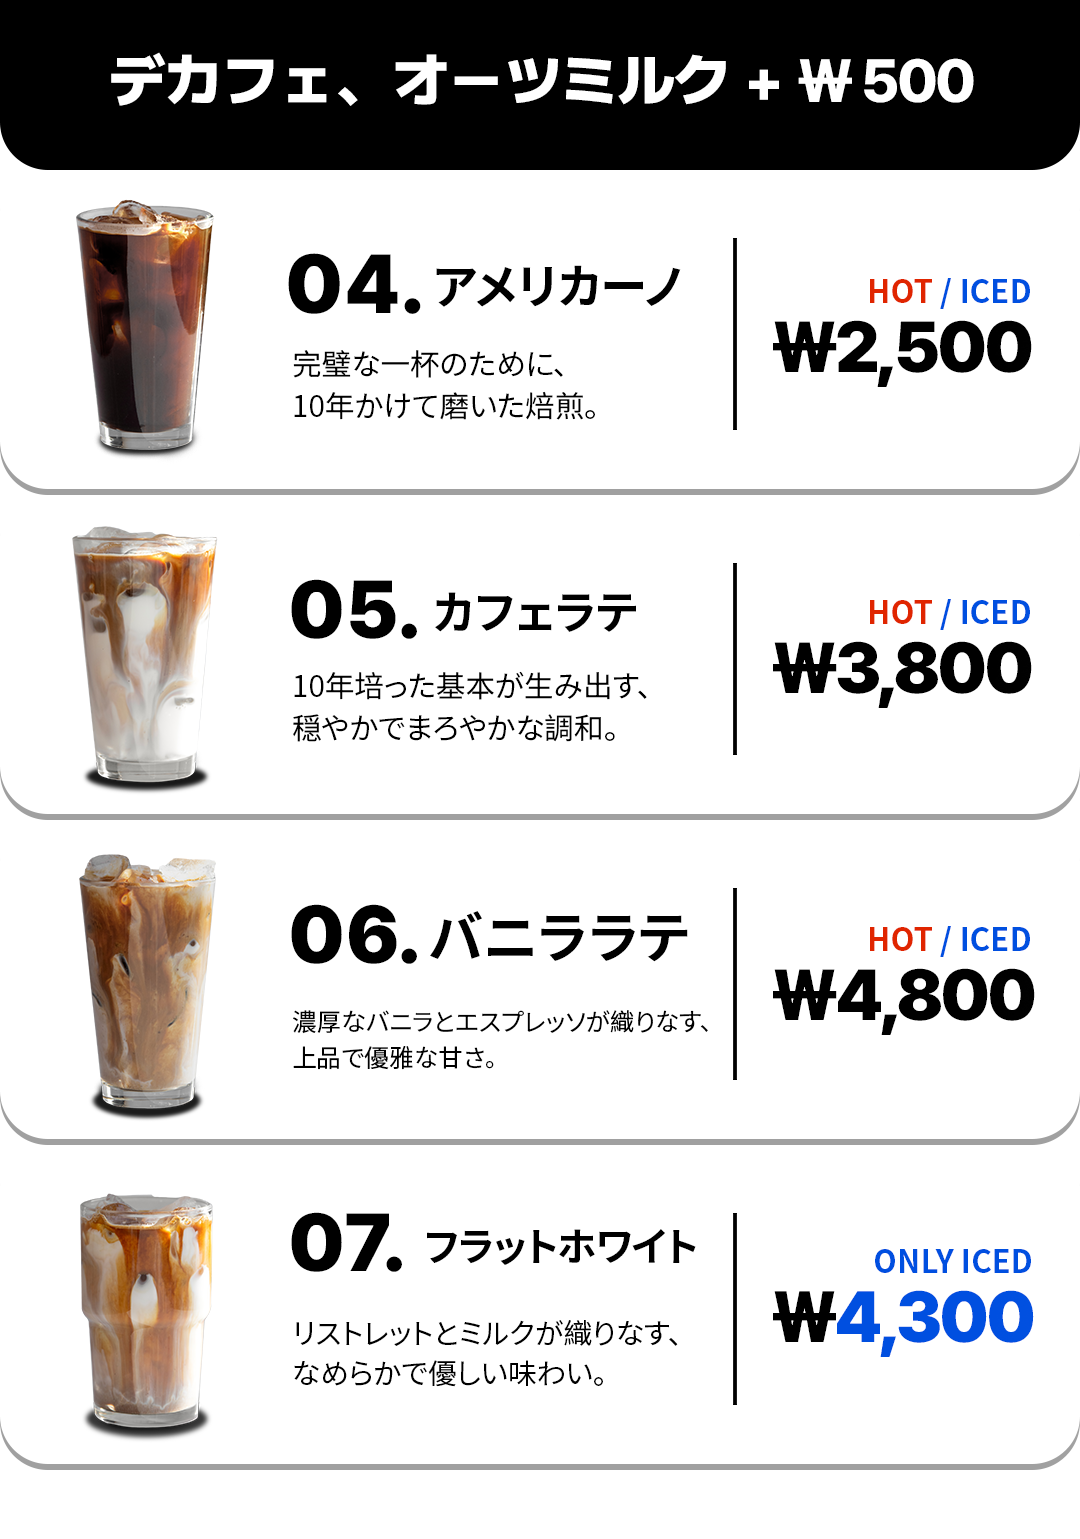 デカフェ、オーツミルク + ₩ 500
04. アメリカーノ
完璧な一杯のために、
10年かけて磨いた焙煎。
HOT / ICED
₩2,500
05. カフェラテ
10年培った基本が生み出す、
穏やかでまろやかな調和。
HOT / ICED
₩3,800
06. バニララテ
濃厚なバニラとエスプレッソが織りなす、
上品で優雅な甘さ。
HOT / ICED
₩4,800
07. フラットホワイト
リストレットとミルクが織りなす、
なめらかで優しい味わい。
ONLY ICED
₩4,300